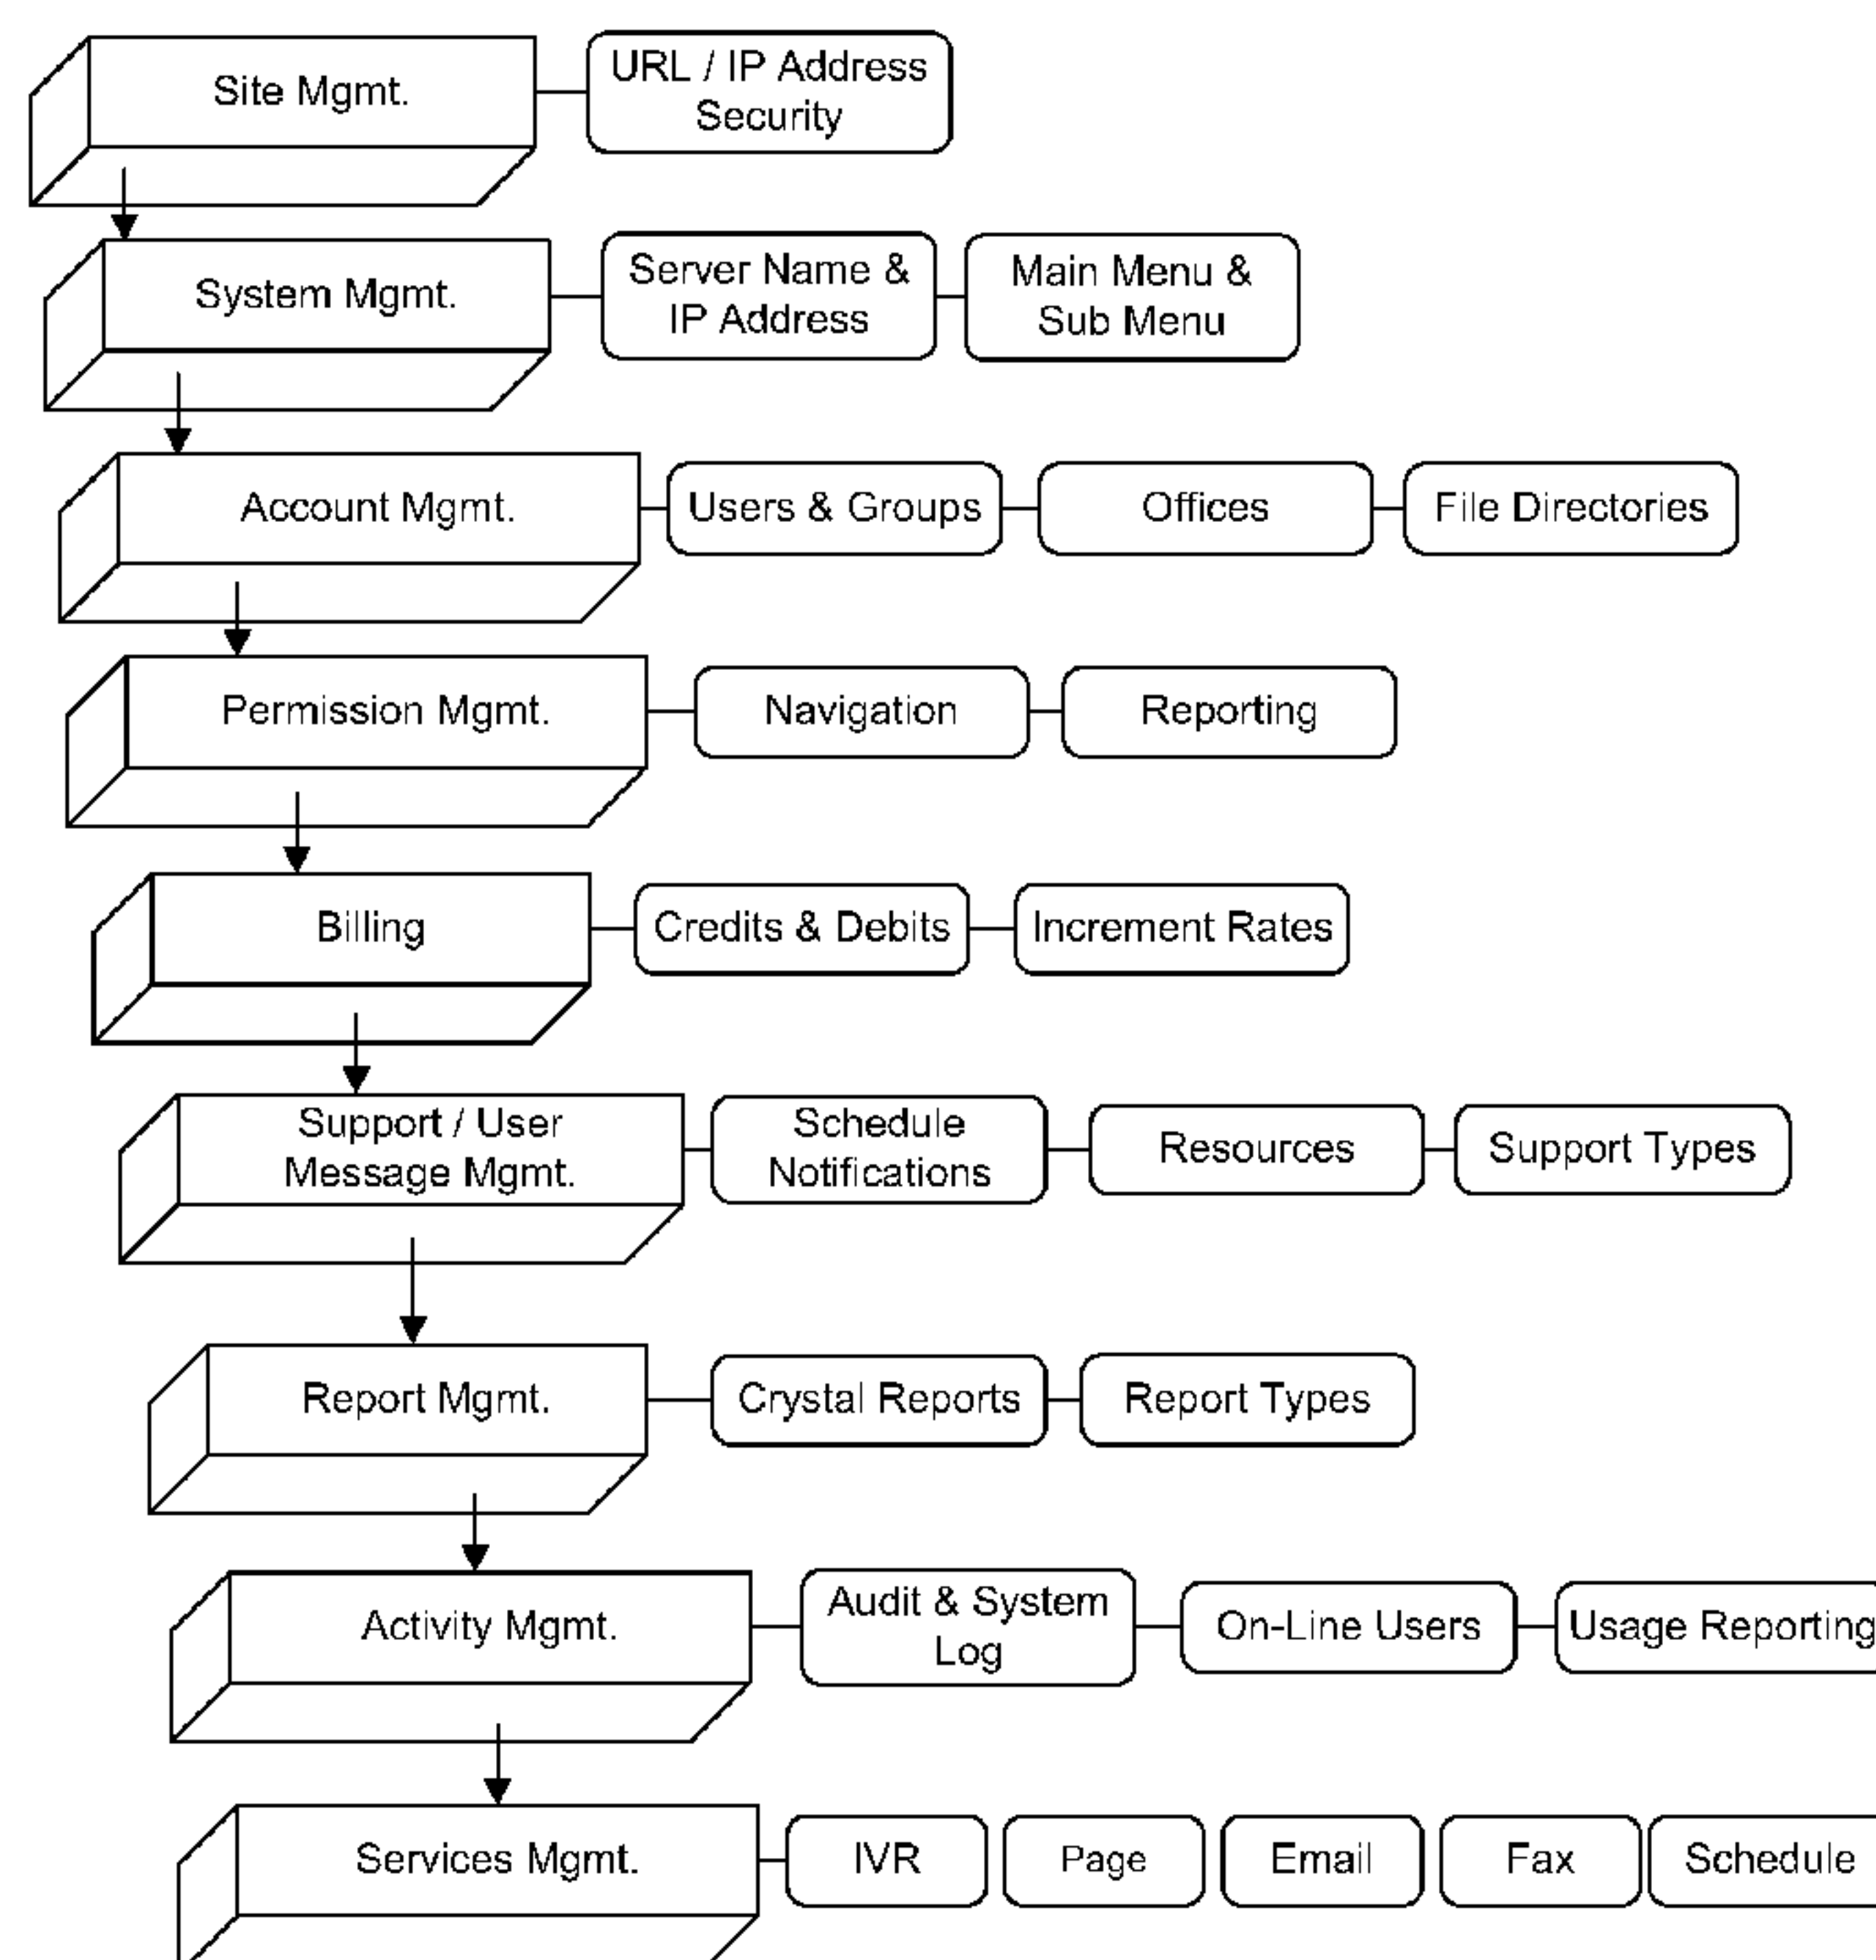 Site Mgmt.
URL / IP Address
Security
System Mgmt.
Server Name &
IP Address
Main Menu &
Sub Menu
Account Mgmt.
Users & Groups
Offices
File Directories
Permission Mgmt.
Navigation
Reporting
Billing
Credits & Debits
Increment Rates
Support / User
Message Mgmt.
Schedule
Notifications
Resources
Support Types
Report Mgmt.
Crystal Reports
Report Types
Activity Mgmt.
Audit & System
Log
On-Line Users
Usage Reporting
Services Mgmt.
IVR
Page
Email
Fax
Schedule